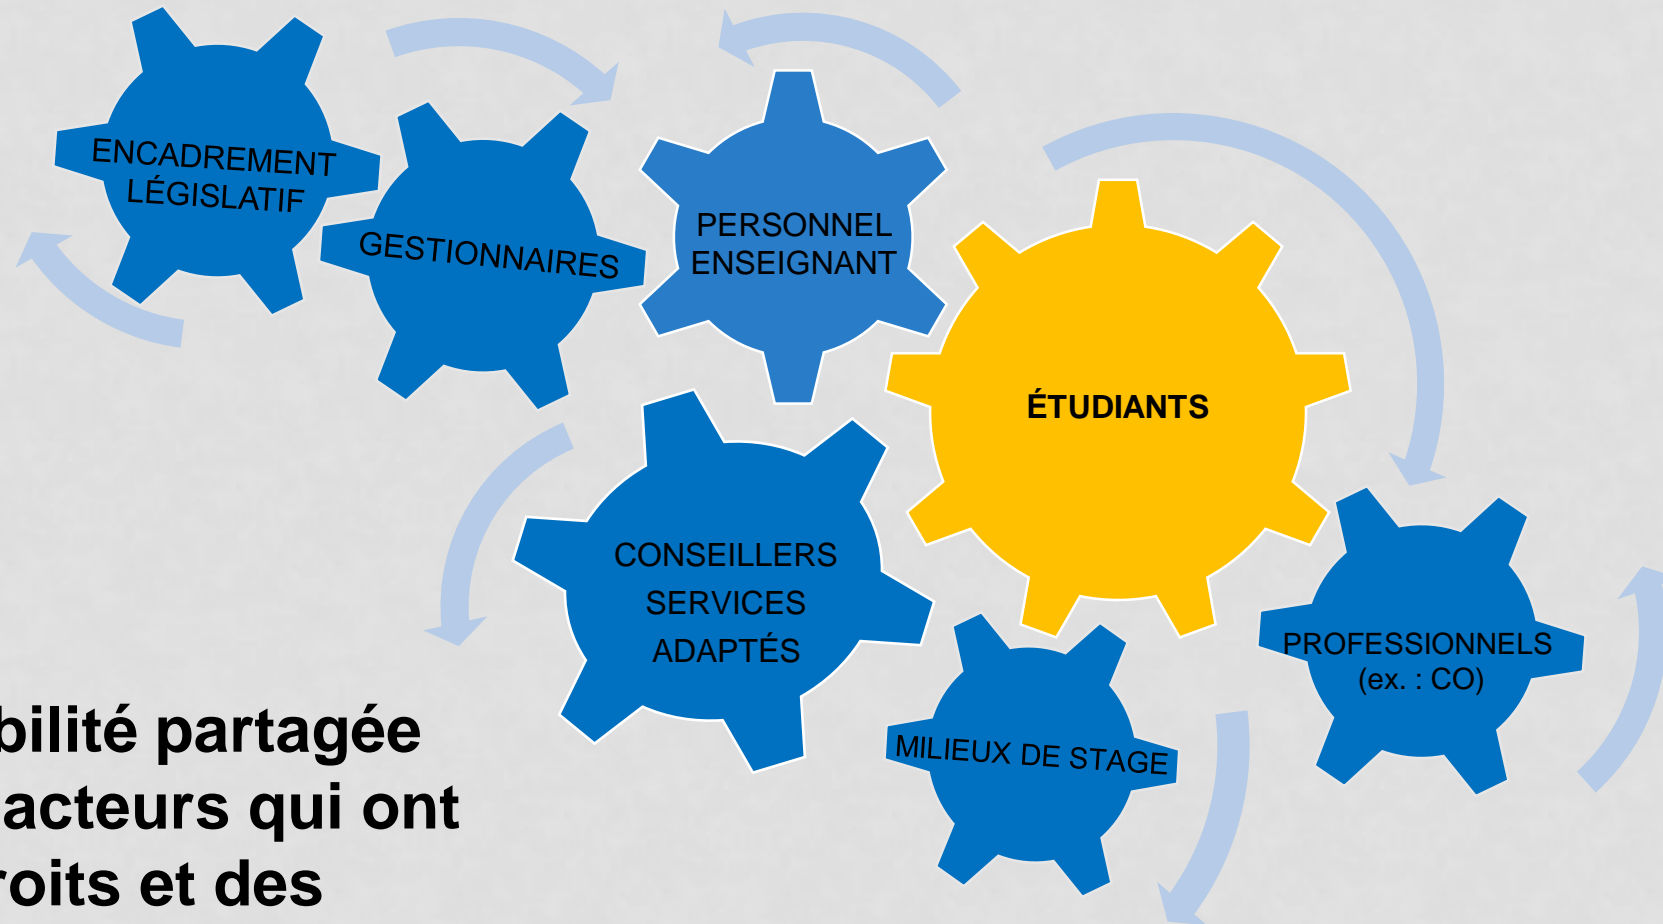 ENCADREMENT
LÉGISLATIF
GESTIONNAIRES
PERSONNEL
ENSEIGNANT
ÉTUDIANTS
CONSEILLERS
SERVICES
ADAPTÉS
PROFESSIONNELS
(ex. : CO)
MILIEUX DE STAGE
bilité partagée
acteurs qui ont
roits et des